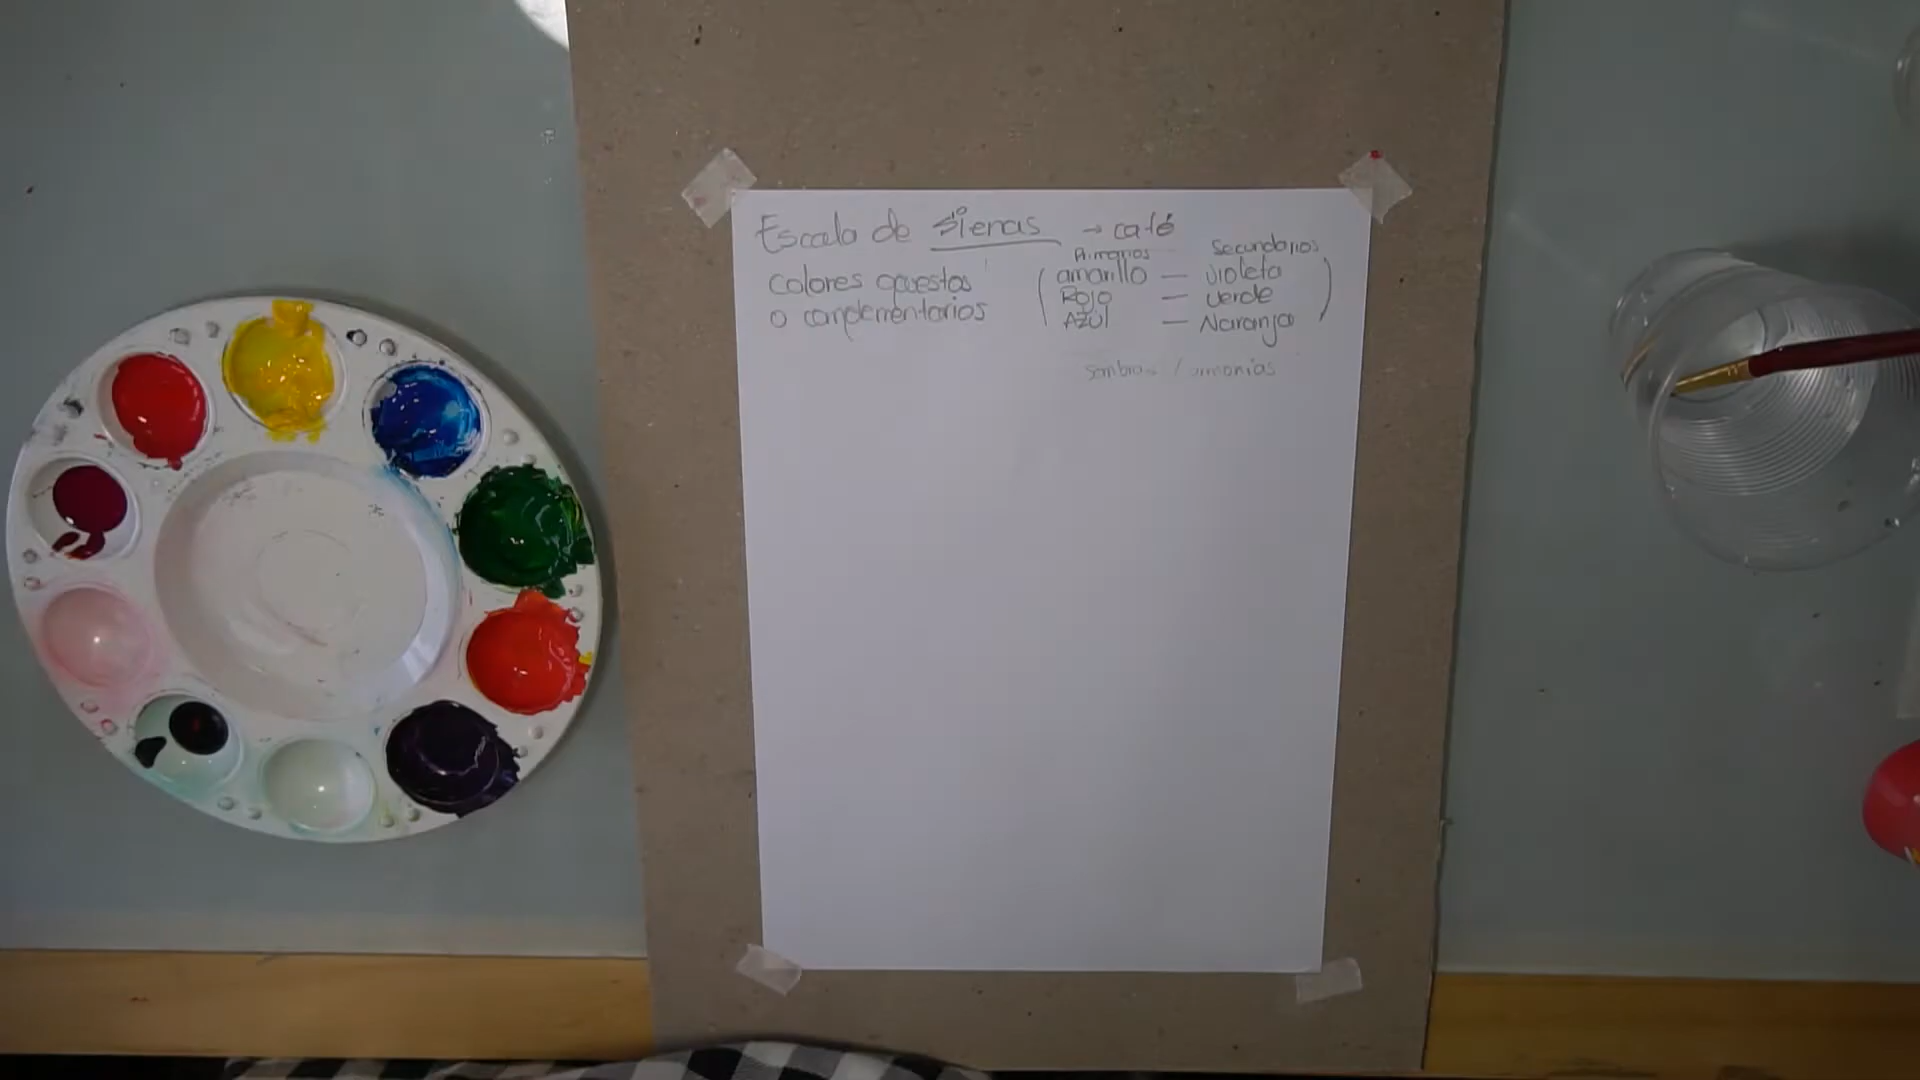 Escala de sienas → café
Primarios Secundarios
colores opuestos (amarillo — violeta)
o complementarios Rojo — verde
Azul — Naranja
sombras / armonías